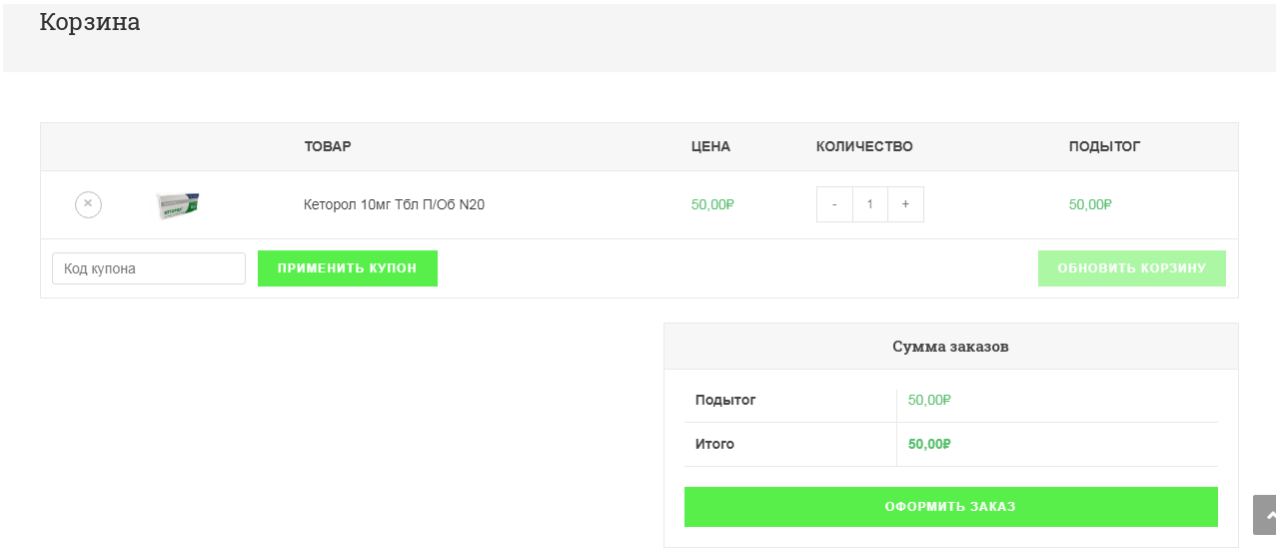 Корзина
ТОВАР ЦЕНА КОЛИЧЕСТВО ПОДЫТОГ
× Кеторол 10мг Тбл П/Об N20 50,00₽ - 1 + 50,00₽
Код купона ПРИМЕНИТЬ КУПОН ОБНОВИТЬ КОРЗИНУ
Сумма заказов
Подытог 50,00₽
Итого 50,00₽
ОФОРМИТЬ ЗАКАЗ